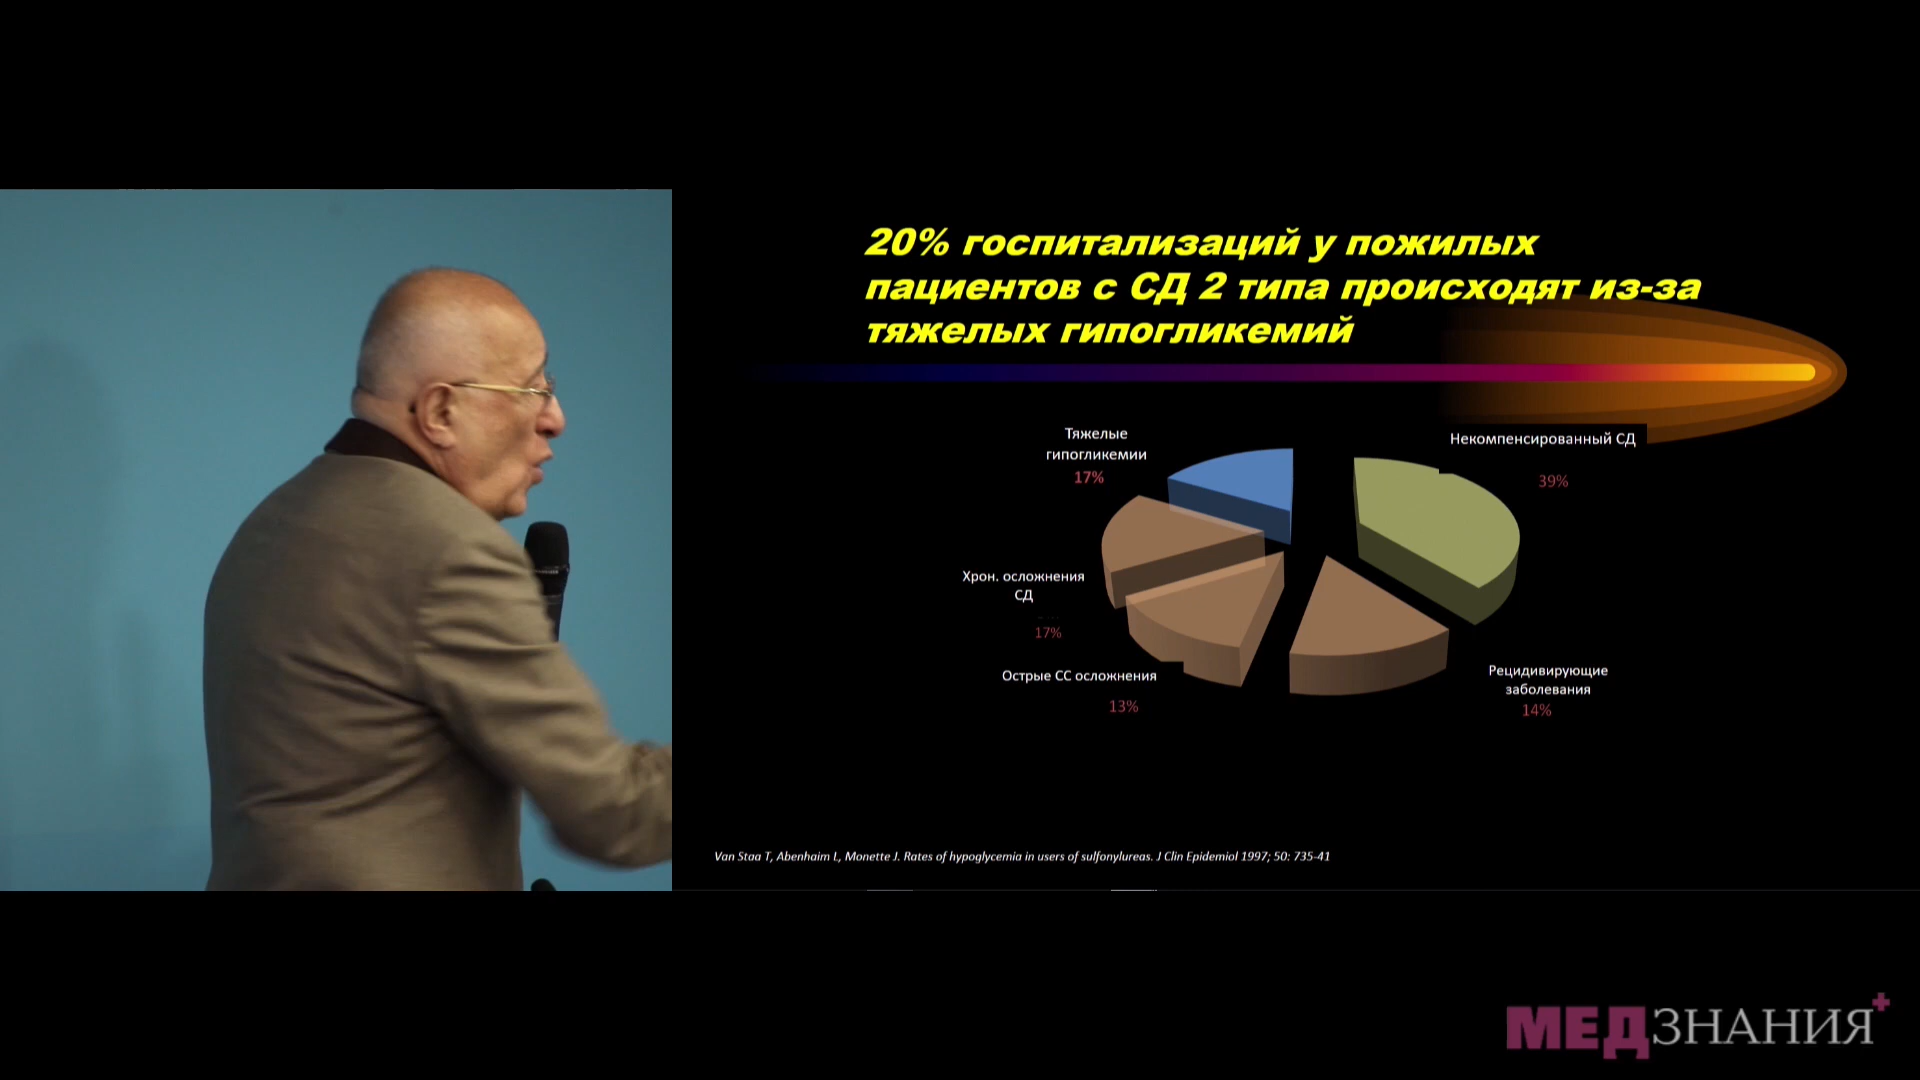 20% госпитализаций у пожилых
пациентов с СД 2 типа происходят из-за
тяжелых гипогликемий
Тяжелые
гипогликемии
17%
Некомпенсированный СД
39%
Хрон. осложнения
СД
17%
Острые СС осложнения
13%
Рецидивирующие
заболевания
14%
Van Staa T, Abenhaim L, Monette J. Rates of hypoglycemia in users of sulfonylureas. J Clin Epidemiol 1997; 50: 735-41
МЕДЗНАНИЯ+